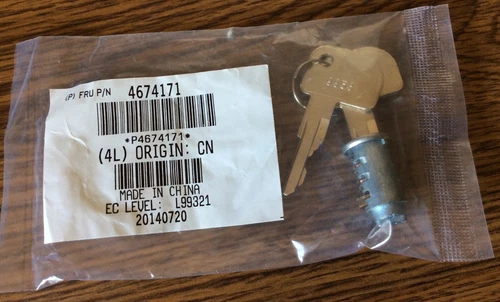 (P) FRU P/N 4674171
*P4674171*
(4L) ORIGIN: CN
MADE IN CHINA
EC LEVEL: L99321
20140720